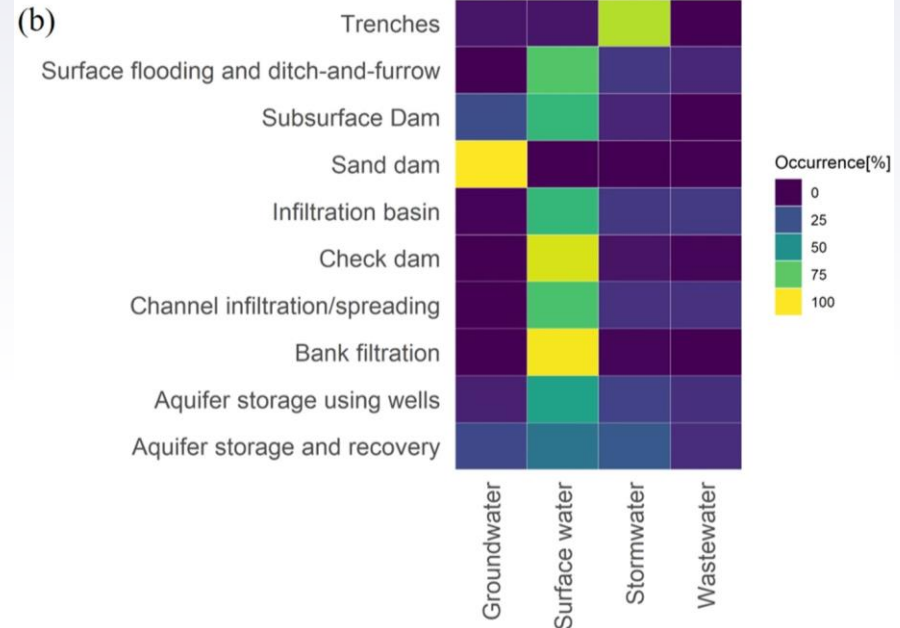 (b)
Trenches
Surface flooding and ditch-and-furrow
Subsurface Dam
Sand dam
Infiltration basin
Check dam
Channel infiltration/spreading
Bank filtration
Aquifer storage using wells
Aquifer storage and recovery
Groundwater
Surface water
Stormwater
Wastewater
Occurrence[%]
0
25
50
75
100